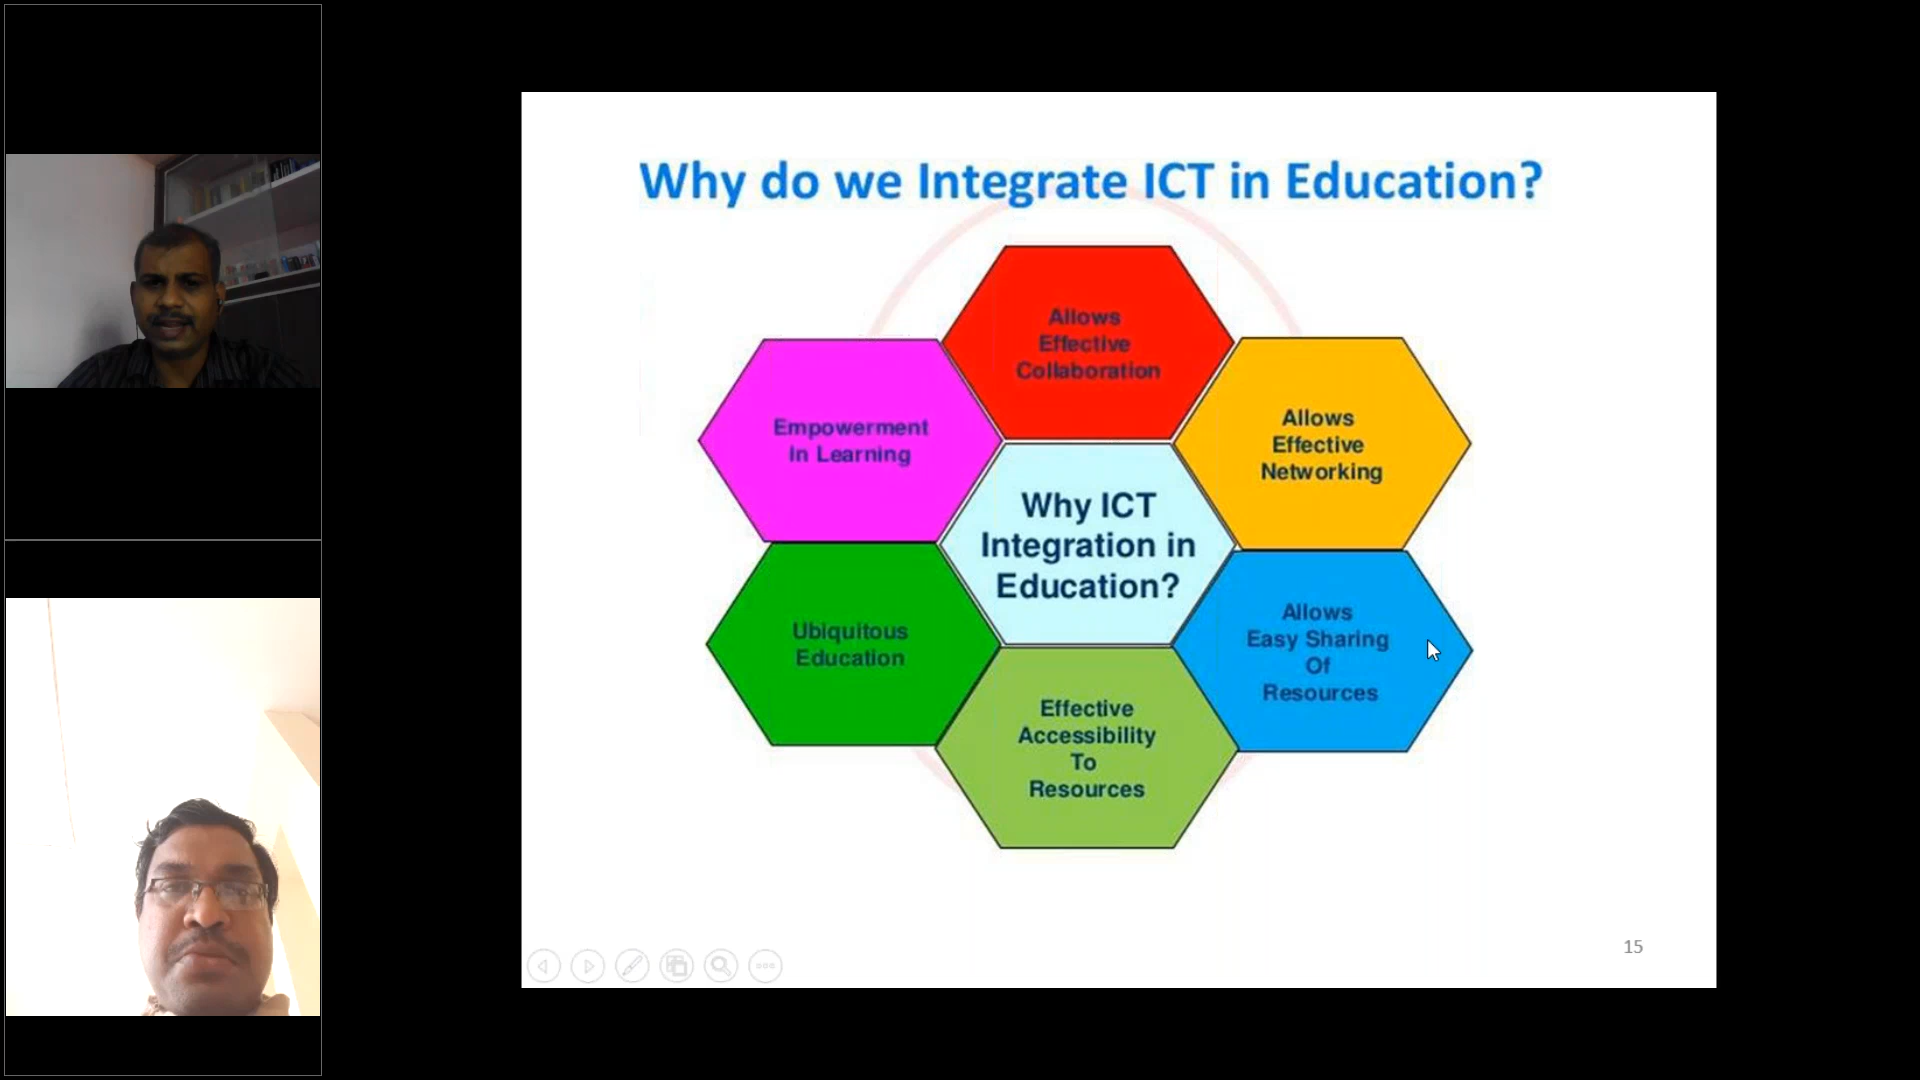 Why do we Integrate ICT in Education?
Allows
Effective
Collaboration
Allows
Effective
Networking
Empowerment
In Learning
Why ICT
Integration in
Education?
Allows
Easy Sharing
Of
Resources
Ubiquitous
Education
Effective
Accessibility
To
Resources
15